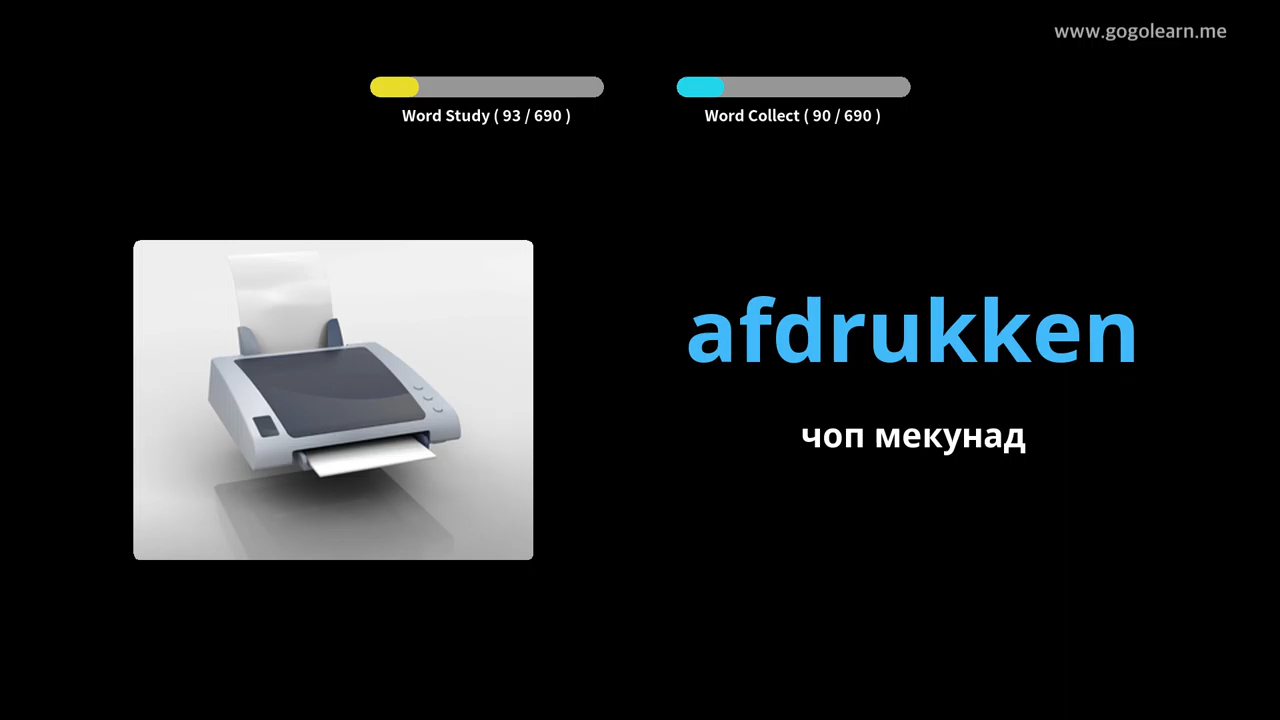 www.gogolearn.me
Word Study ( 93 / 690 )
Word Collect ( 90 / 690 )
afdrukken
чоп мекунад